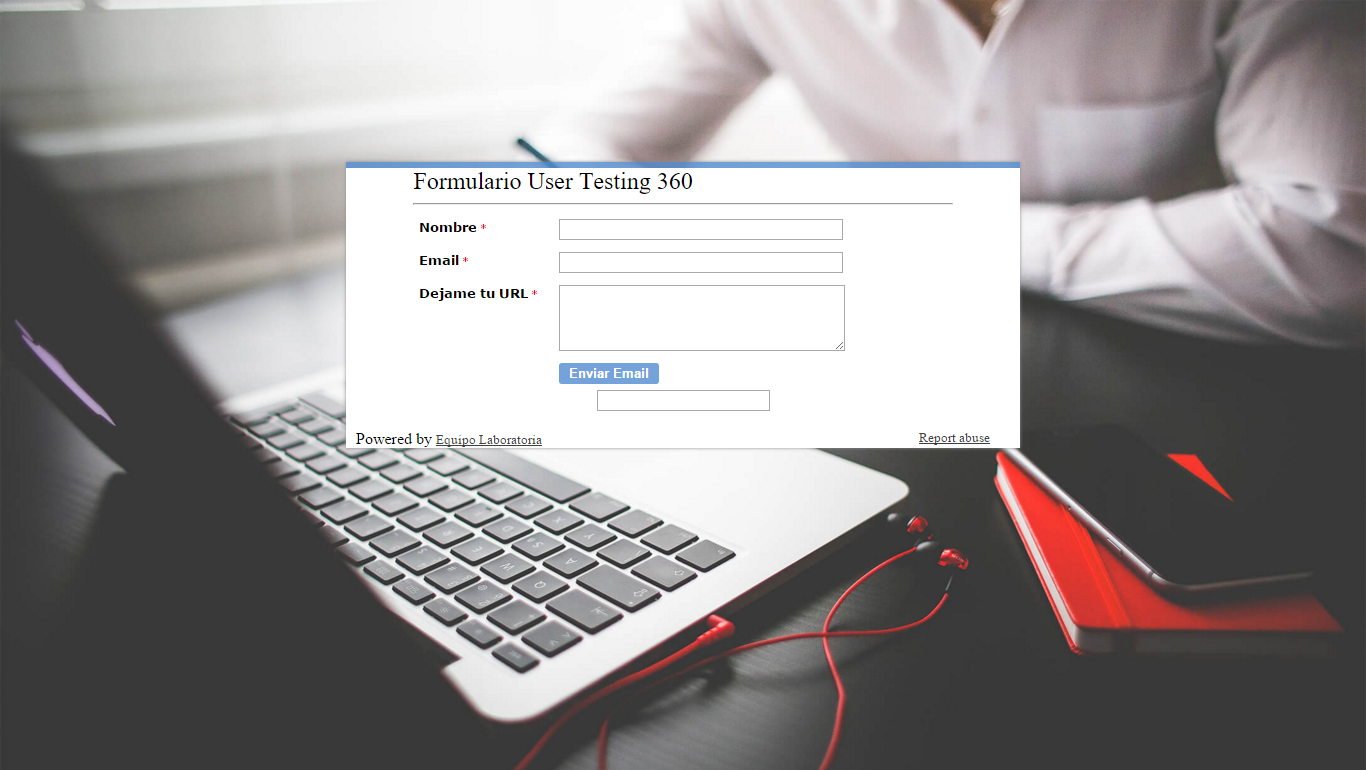 Formulario User Testing 360
Nombre *
Email *
Dejame tu URL *
Enviar Email
Powered by Equipo Laboratoria
Report abuse